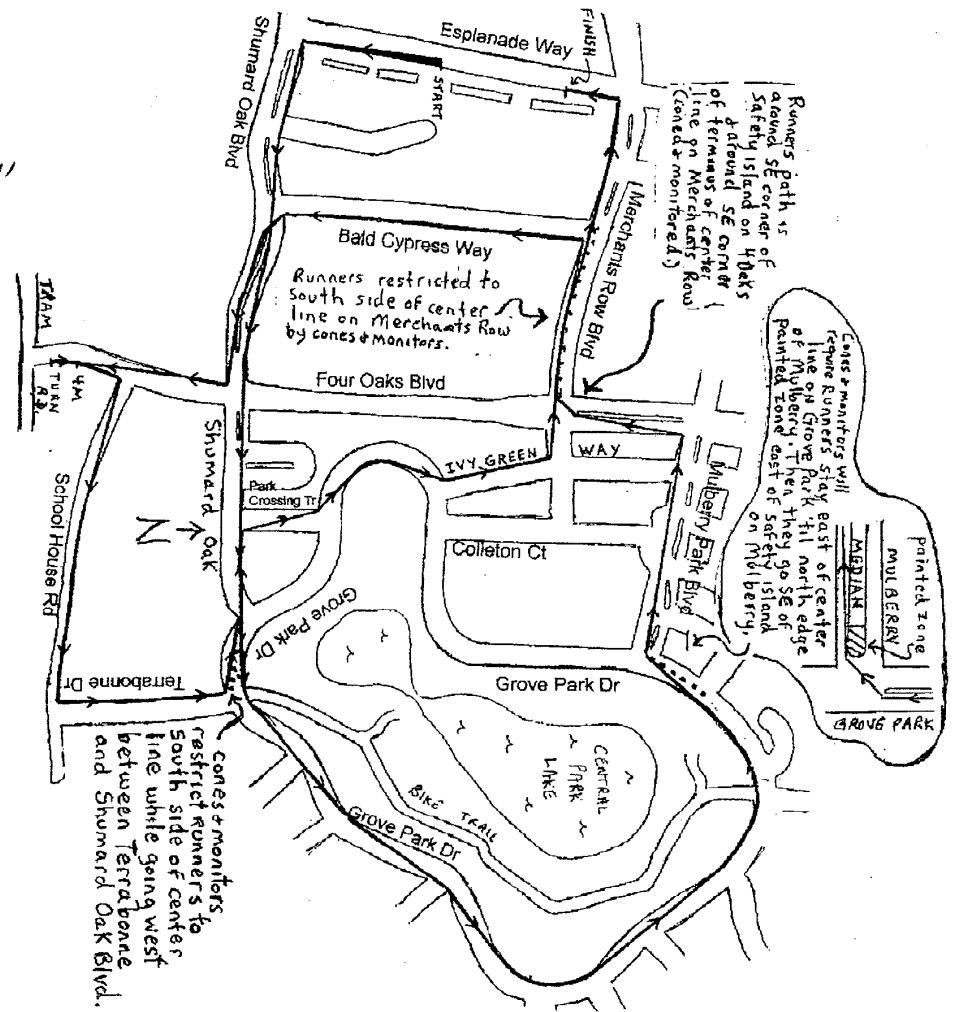 Esplanade Way
FINISH
START
Shumard Oak Blvd
Runners path is
around SE corner of
safety island on 4 Oaks
& around SE corner
of terminus of center
line on Merchants Row
(coned & monitored.)
Merchants Row Blvd
Bald Cypress Way
Runners restricted to
South side of center
line on Merchants Row
by cones & monitors.
Four Oaks Blvd
TRAM
4M
TURN
RD.
Shumard Oak
Park
Crossing Tr
IVY GREEN
WAY
Mulberry Park Blvd
Cones & monitors will
require Runners stay east of center
line on Grove Park 'til north edge
of Mulberry. Then they go SE of
painted zone east of safety island
on Mulberry.
painted zone
MULBERRY
MEDIAN
GROVE PARK
N
Colleton Ct
School House Rd
Grove Park Dr
Terrabonne Dr
Grove Park Dr
CENTRAL
PARK
LAKE
BIKE TRAIL
Grove Park Dr
cones & monitors
restrict runners to
South side of center
line while going west
between Terrabonne
and Shumard Oak Blvd.